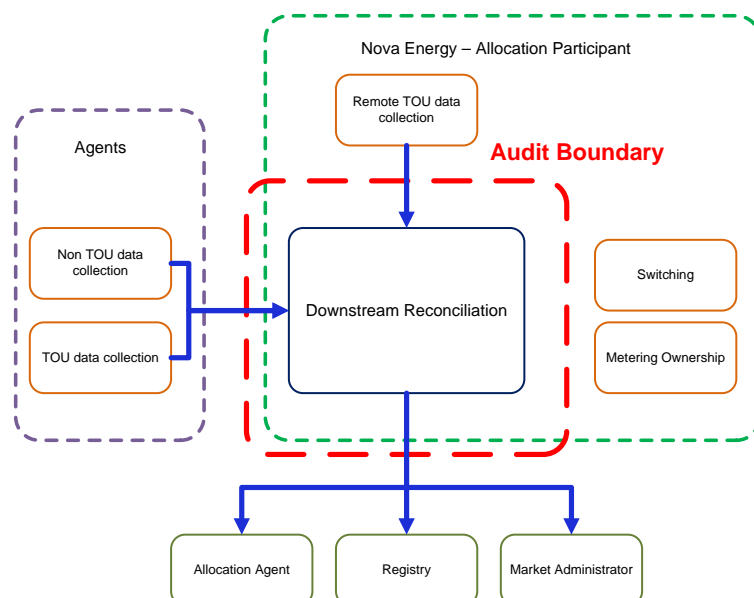 Nova Energy – Allocation Participant
Remote TOU data
collection
Agents
Audit Boundary
Non TOU data
collection
Downstream Reconciliation
Switching
TOU data collection
Metering Ownership
Allocation Agent
Registry
Market Administrator